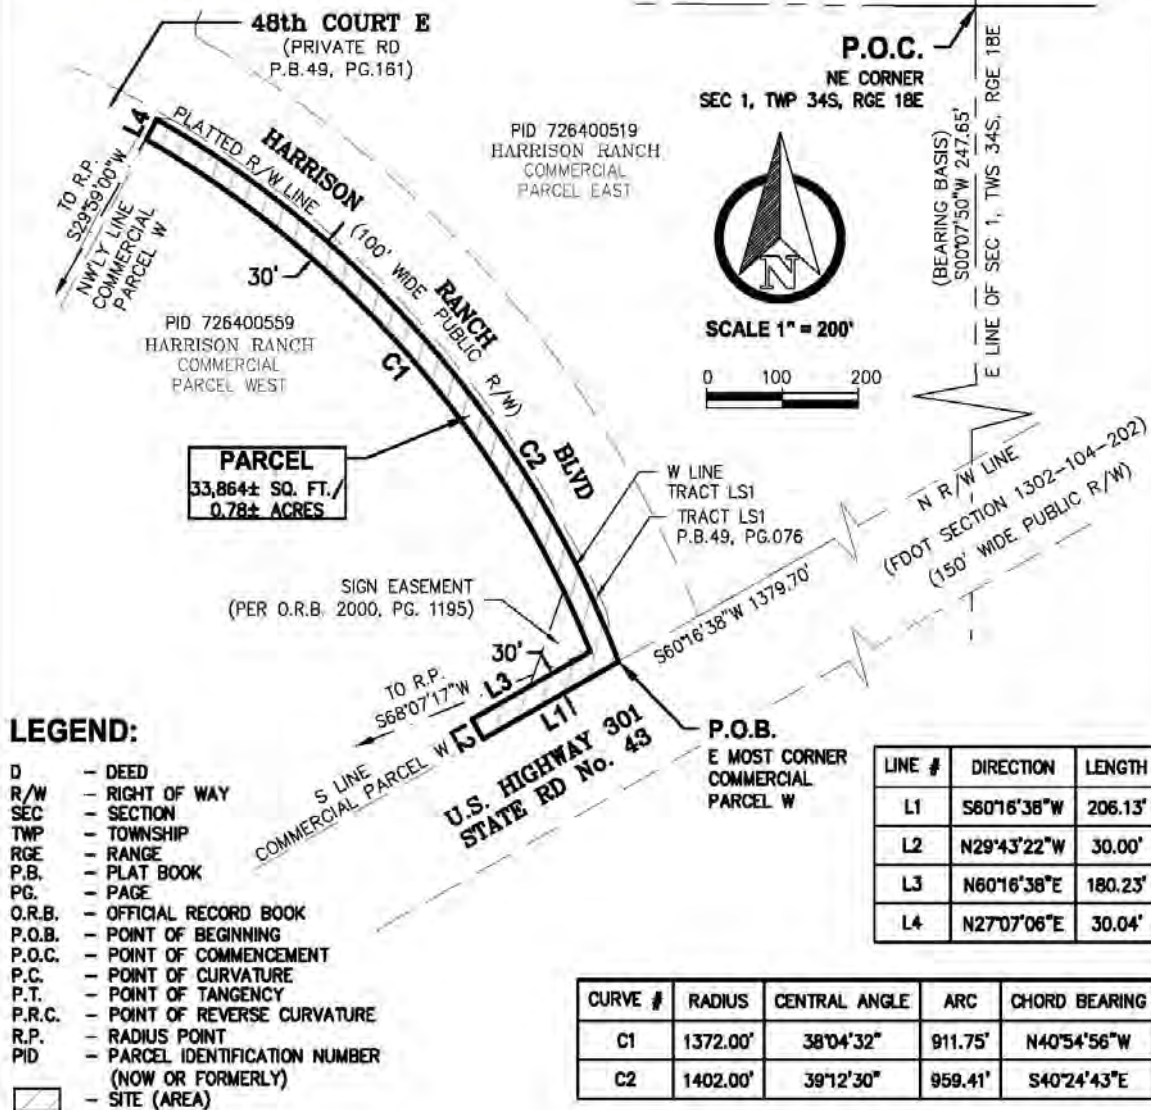 48th COURT E
(PRIVATE RD
P.B.49, PG.161)
P.O.C.
NE CORNER
SEC 1, TWP 34S, RGE 18E
(BEARING BASIS)
S00°07'50"W 247.65'
E LINE OF SEC 1, TWS 34S, RGE 18E
L4
PLATTED R/W LINE
HARRISON
RANCH
BLVD
(100' WIDE
PUBLIC R/W)
PID 726400519
HARRISON RANCH
COMMERCIAL
PARCEL EAST
TO R.P.
S29°59'00"W
NW'LY LINE
COMMERCIAL
PARCEL W
30'
PID 726400559
HARRISON RANCH
COMMERCIAL
PARCEL WEST
C1
C2
N
SCALE 1" = 200'
0 100 200
PARCEL
33,864± SQ. FT./
0.78± ACRES
W LINE
TRACT LS1
TRACT LS1
P.B.49, PG.076
N R/W LINE
(FDOT SECTION 1302-104-202)
(150' WIDE PUBLIC R/W)
SIGN EASEMENT
(PER O.R.B. 2000, PG. 1195)
S60°16'38"W 1379.70'
30'
TO R.P.
S68°07'17"W
L3
L1
L2
S LINE
COMMERCIAL PARCEL W
U.S. HIGHWAY 301
STATE RD No. 43
P.O.B.
E MOST CORNER
COMMERCIAL
PARCEL W
LEGEND:
D – DEED
R/W – RIGHT OF WAY
SEC – SECTION
TWP – TOWNSHIP
RGE – RANGE
P.B. – PLAT BOOK
PG. – PAGE
O.R.B. – OFFICIAL RECORD BOOK
P.O.B. – POINT OF BEGINNING
P.O.C. – POINT OF COMMENCEMENT
P.C. – POINT OF CURVATURE
P.T. – POINT OF TANGENCY
P.R.C. – POINT OF REVERSE CURVATURE
R.P. – RADIUS POINT
PID – PARCEL IDENTIFICATION NUMBER
(NOW OR FORMERLY)
– SITE (AREA)
LINE # DIRECTION LENGTH
L1 S60°16'38"W 206.13'
L2 N29°43'22"W 30.00'
L3 N60°16'38"E 180.23'
L4 N27°07'06"E 30.04'
CURVE # RADIUS CENTRAL ANGLE ARC CHORD BEARING
C1 1372.00' 38°04'32" 911.75' N40°54'56"W
C2 1402.00' 39°12'30" 959.41' S40°24'43"E